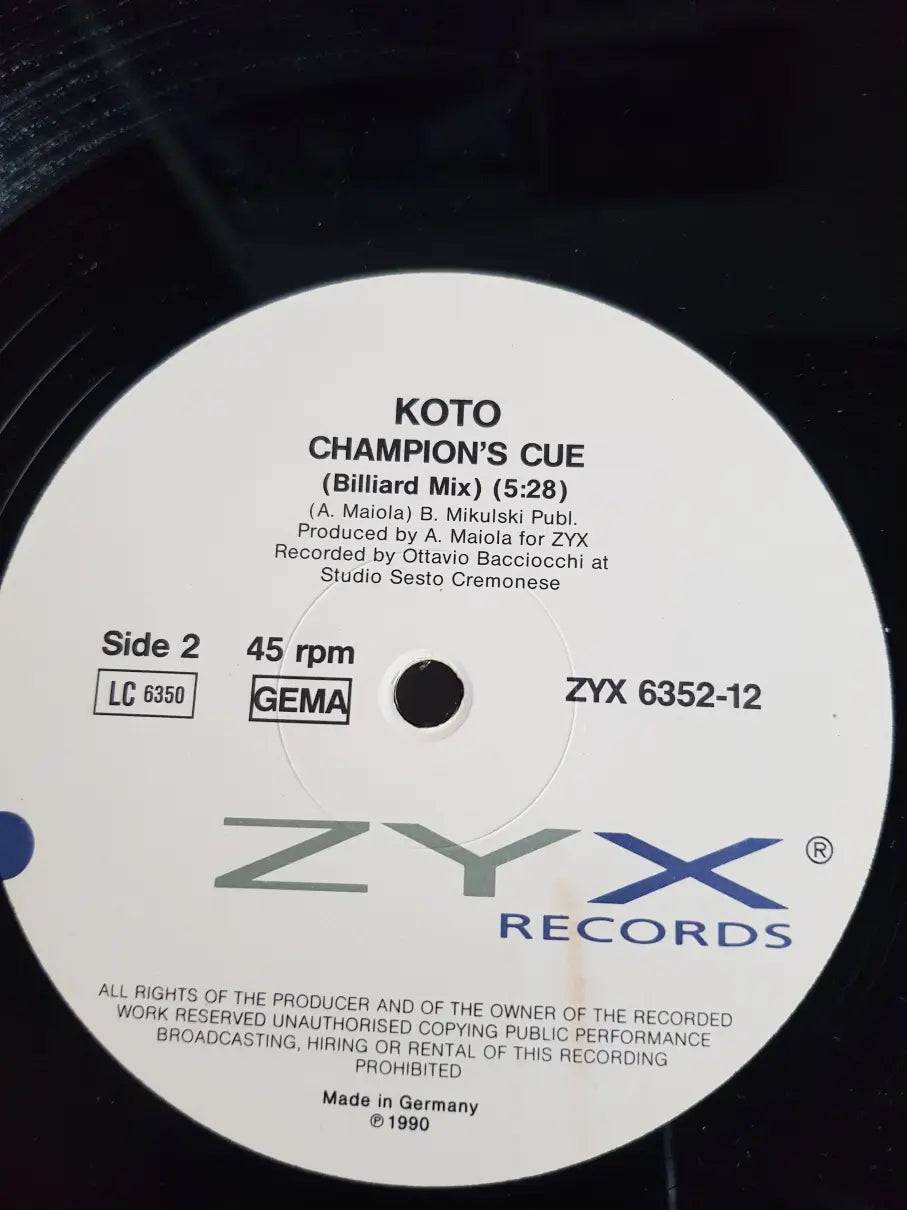 KOTO
CHAMPION'S CUE
(Billiard Mix) (5:28)
(A. Maiola) B. Mikulski Publ.
Produced by A. Maiola for ZYX
Recorded by Ottavio Bacciocchi at
Studio Sesto Cremonese
Side 2 45 rpm
LC 6350 GEMA ZYX 6352-12
ZYX ®
RECORDS
ALL RIGHTS OF THE PRODUCER AND OF THE OWNER OF THE RECORDED
WORK RESERVED UNAUTHORISED COPYING PUBLIC PERFORMANCE
BROADCASTING, HIRING OR RENTAL OF THIS RECORDING
PROHIBITED
Made in Germany
℗ 1990